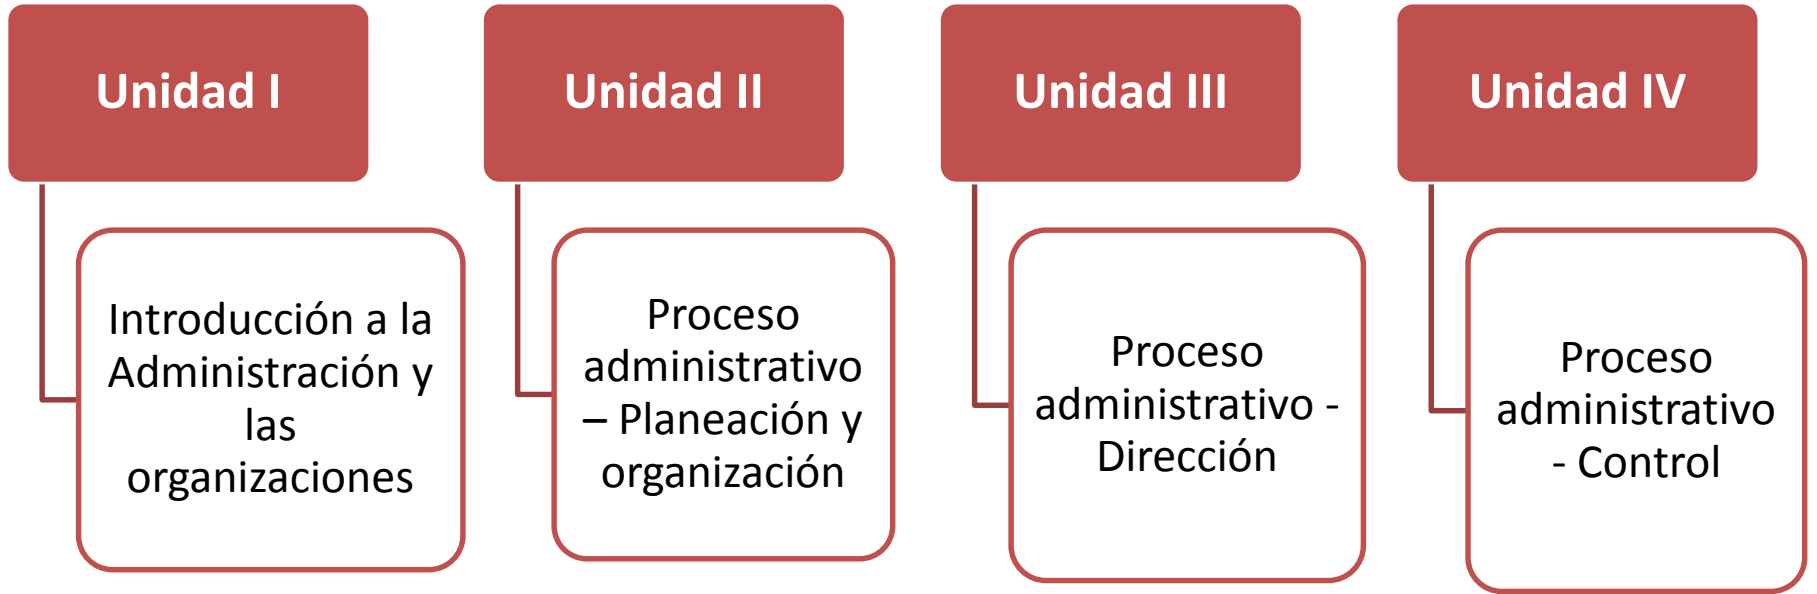 Unidad I
Introducción a la
Administración y
las
organizaciones
Unidad II
Proceso
administrativo
– Planeación y
organización
Unidad III
Proceso
administrativo -
Dirección
Unidad IV
Proceso
administrativo
- Control